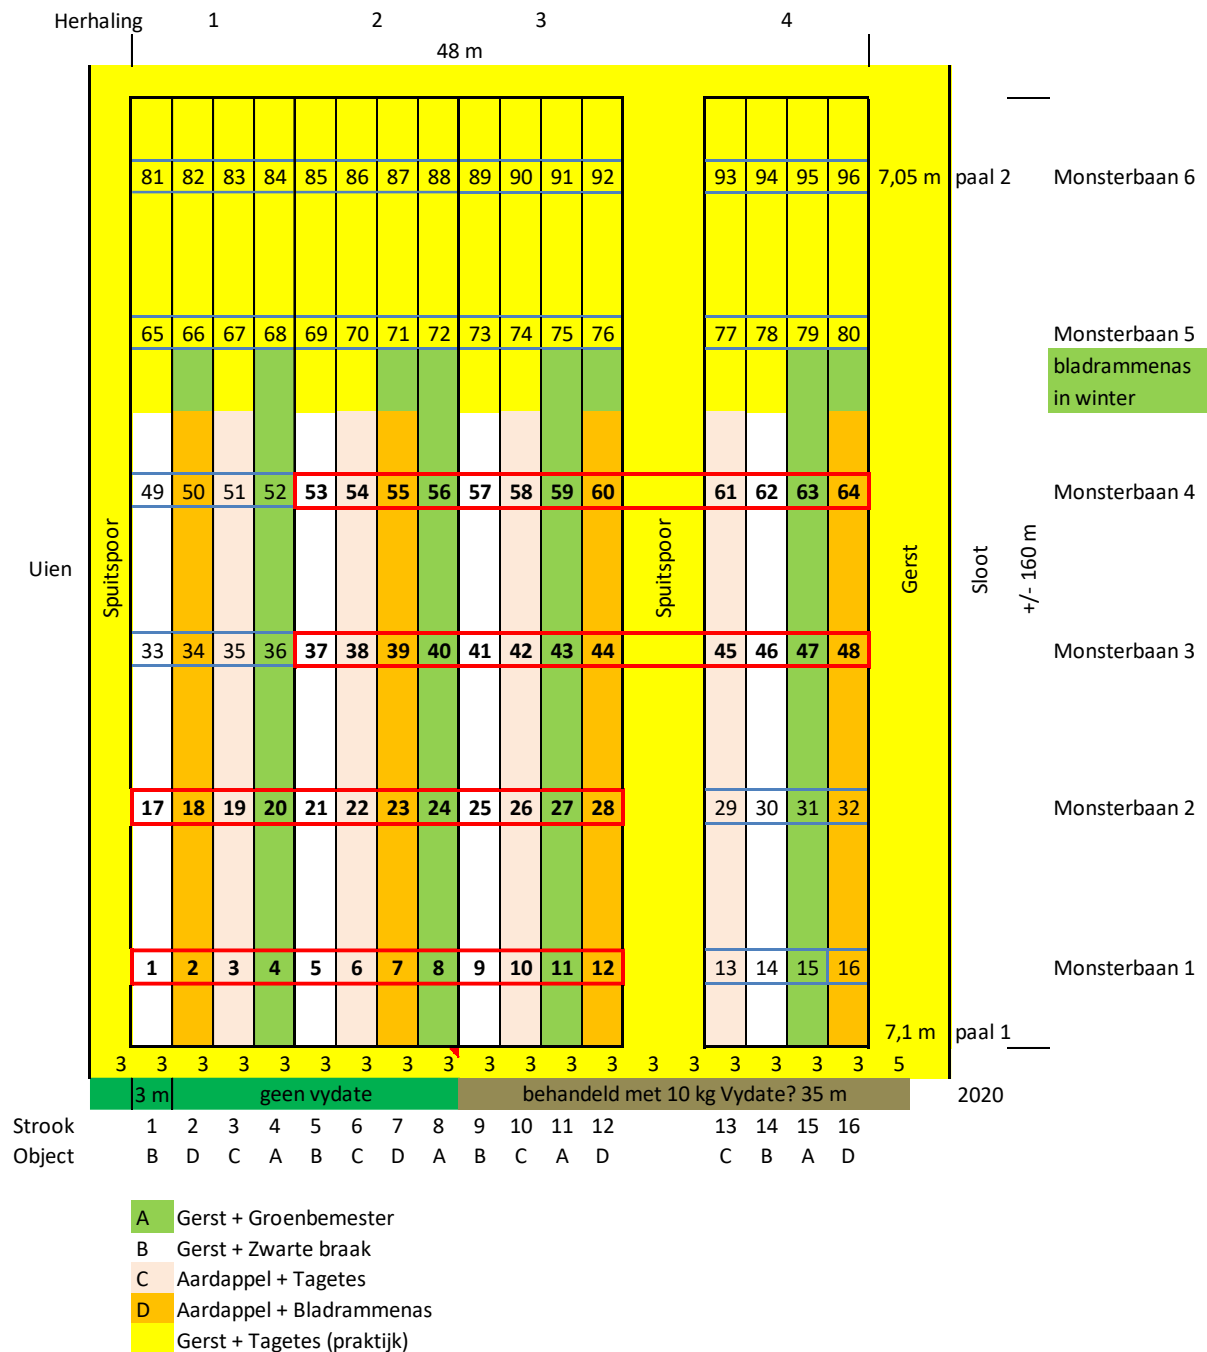 Herhaling 1 2 3 4
48 m
81 82 83 84 85 86 87 88 89 90 91 92 93 94 95 96 7,05 m paal 2 Monsterbaan 6
65 66 67 68 69 70 71 72 73 74 75 76 77 78 79 80 Monsterbaan 5
bladrammenas
in winter
49 50 51 52 53 54 55 56 57 58 59 60 61 62 63 64 Monsterbaan 4
Uien Spuitspoor Spuitspoor Gerst Sloot +/- 160 m
33 34 35 36 37 38 39 40 41 42 43 44 45 46 47 48 Monsterbaan 3
17 18 19 20 21 22 23 24 25 26 27 28 29 30 31 32 Monsterbaan 2
1 2 3 4 5 6 7 8 9 10 11 12 13 14 15 16 Monsterbaan 1
7,1 m paal 1
3 3 3 3 3 3 3 3 3 3 3 3 3 3 3 3 3 3 3 5
3 m geen vydate behandeld met 10 kg Vydate? 35 m 2020
Strook 1 2 3 4 5 6 7 8 9 10 11 12 13 14 15 16
Object B D C A B C D A B C A D C B A D
A Gerst + Groenbemester
B Gerst + Zwarte braak
C Aardappel + Tagetes
D Aardappel + Bladrammenas
Gerst + Tagetes (praktijk)